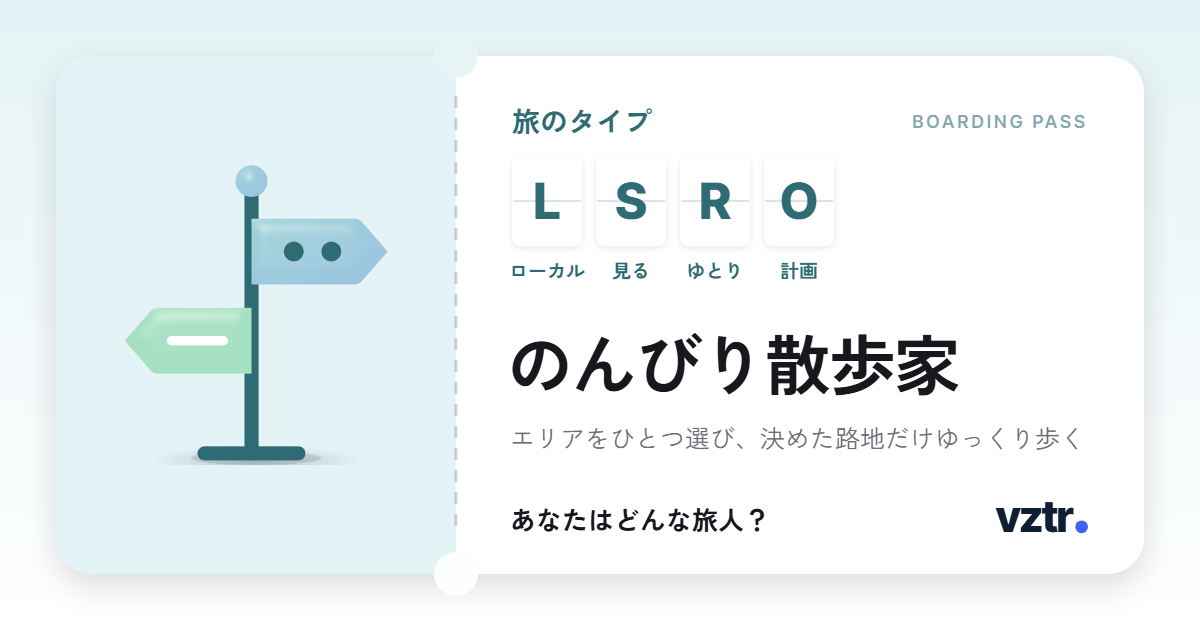 旅のタイプ
BOARDING PASS
L S R O
ローカル 見る ゆとり 計画
のんびり散歩家
エリアをひとつ選び、決めた路地だけゆっくり歩く
あなたはどんな旅人？
vztr.